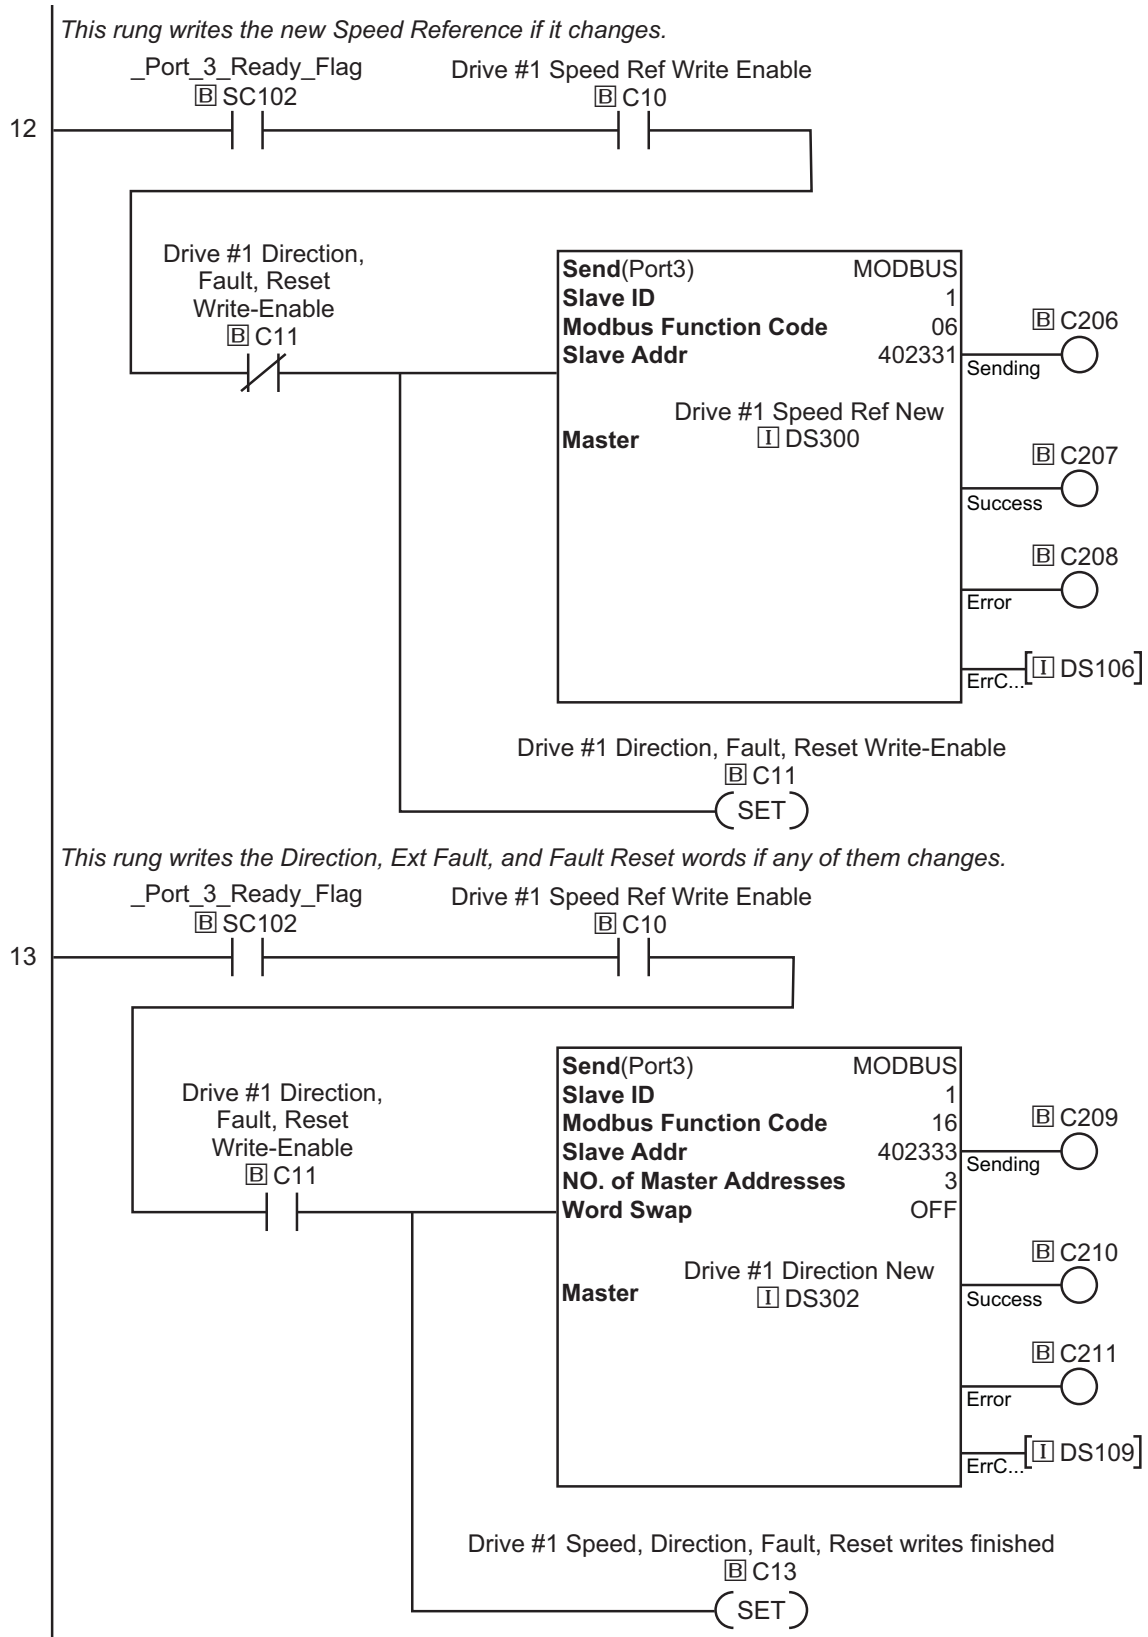 This rung writes the new Speed Reference if it changes.
_Port_3_Ready_Flag Drive #1 Speed Ref Write Enable
B SC102 B C10
12
Drive #1 Direction,
Fault, Reset
Write-Enable
B C11
Send(Port3) MODBUS
Slave ID 1
Modbus Function Code 06
Slave Addr 402331
Drive #1 Speed Ref New
Master I DS300
B C206
Sending
B C207
Success
B C208
Error
ErrC... I DS106
Drive #1 Direction, Fault, Reset Write-Enable
B C11
SET
This rung writes the Direction, Ext Fault, and Fault Reset words if any of them changes.
_Port_3_Ready_Flag Drive #1 Speed Ref Write Enable
B SC102 B C10
13
Drive #1 Direction,
Fault, Reset
Write-Enable
B C11
Send(Port3) MODBUS
Slave ID 1
Modbus Function Code 16
Slave Addr 402333
NO. of Master Addresses 3
Word Swap OFF
Drive #1 Direction New
Master I DS302
B C209
Sending
B C210
Success
B C211
Error
ErrC... I DS109
Drive #1 Speed, Direction, Fault, Reset writes finished
B C13
SET